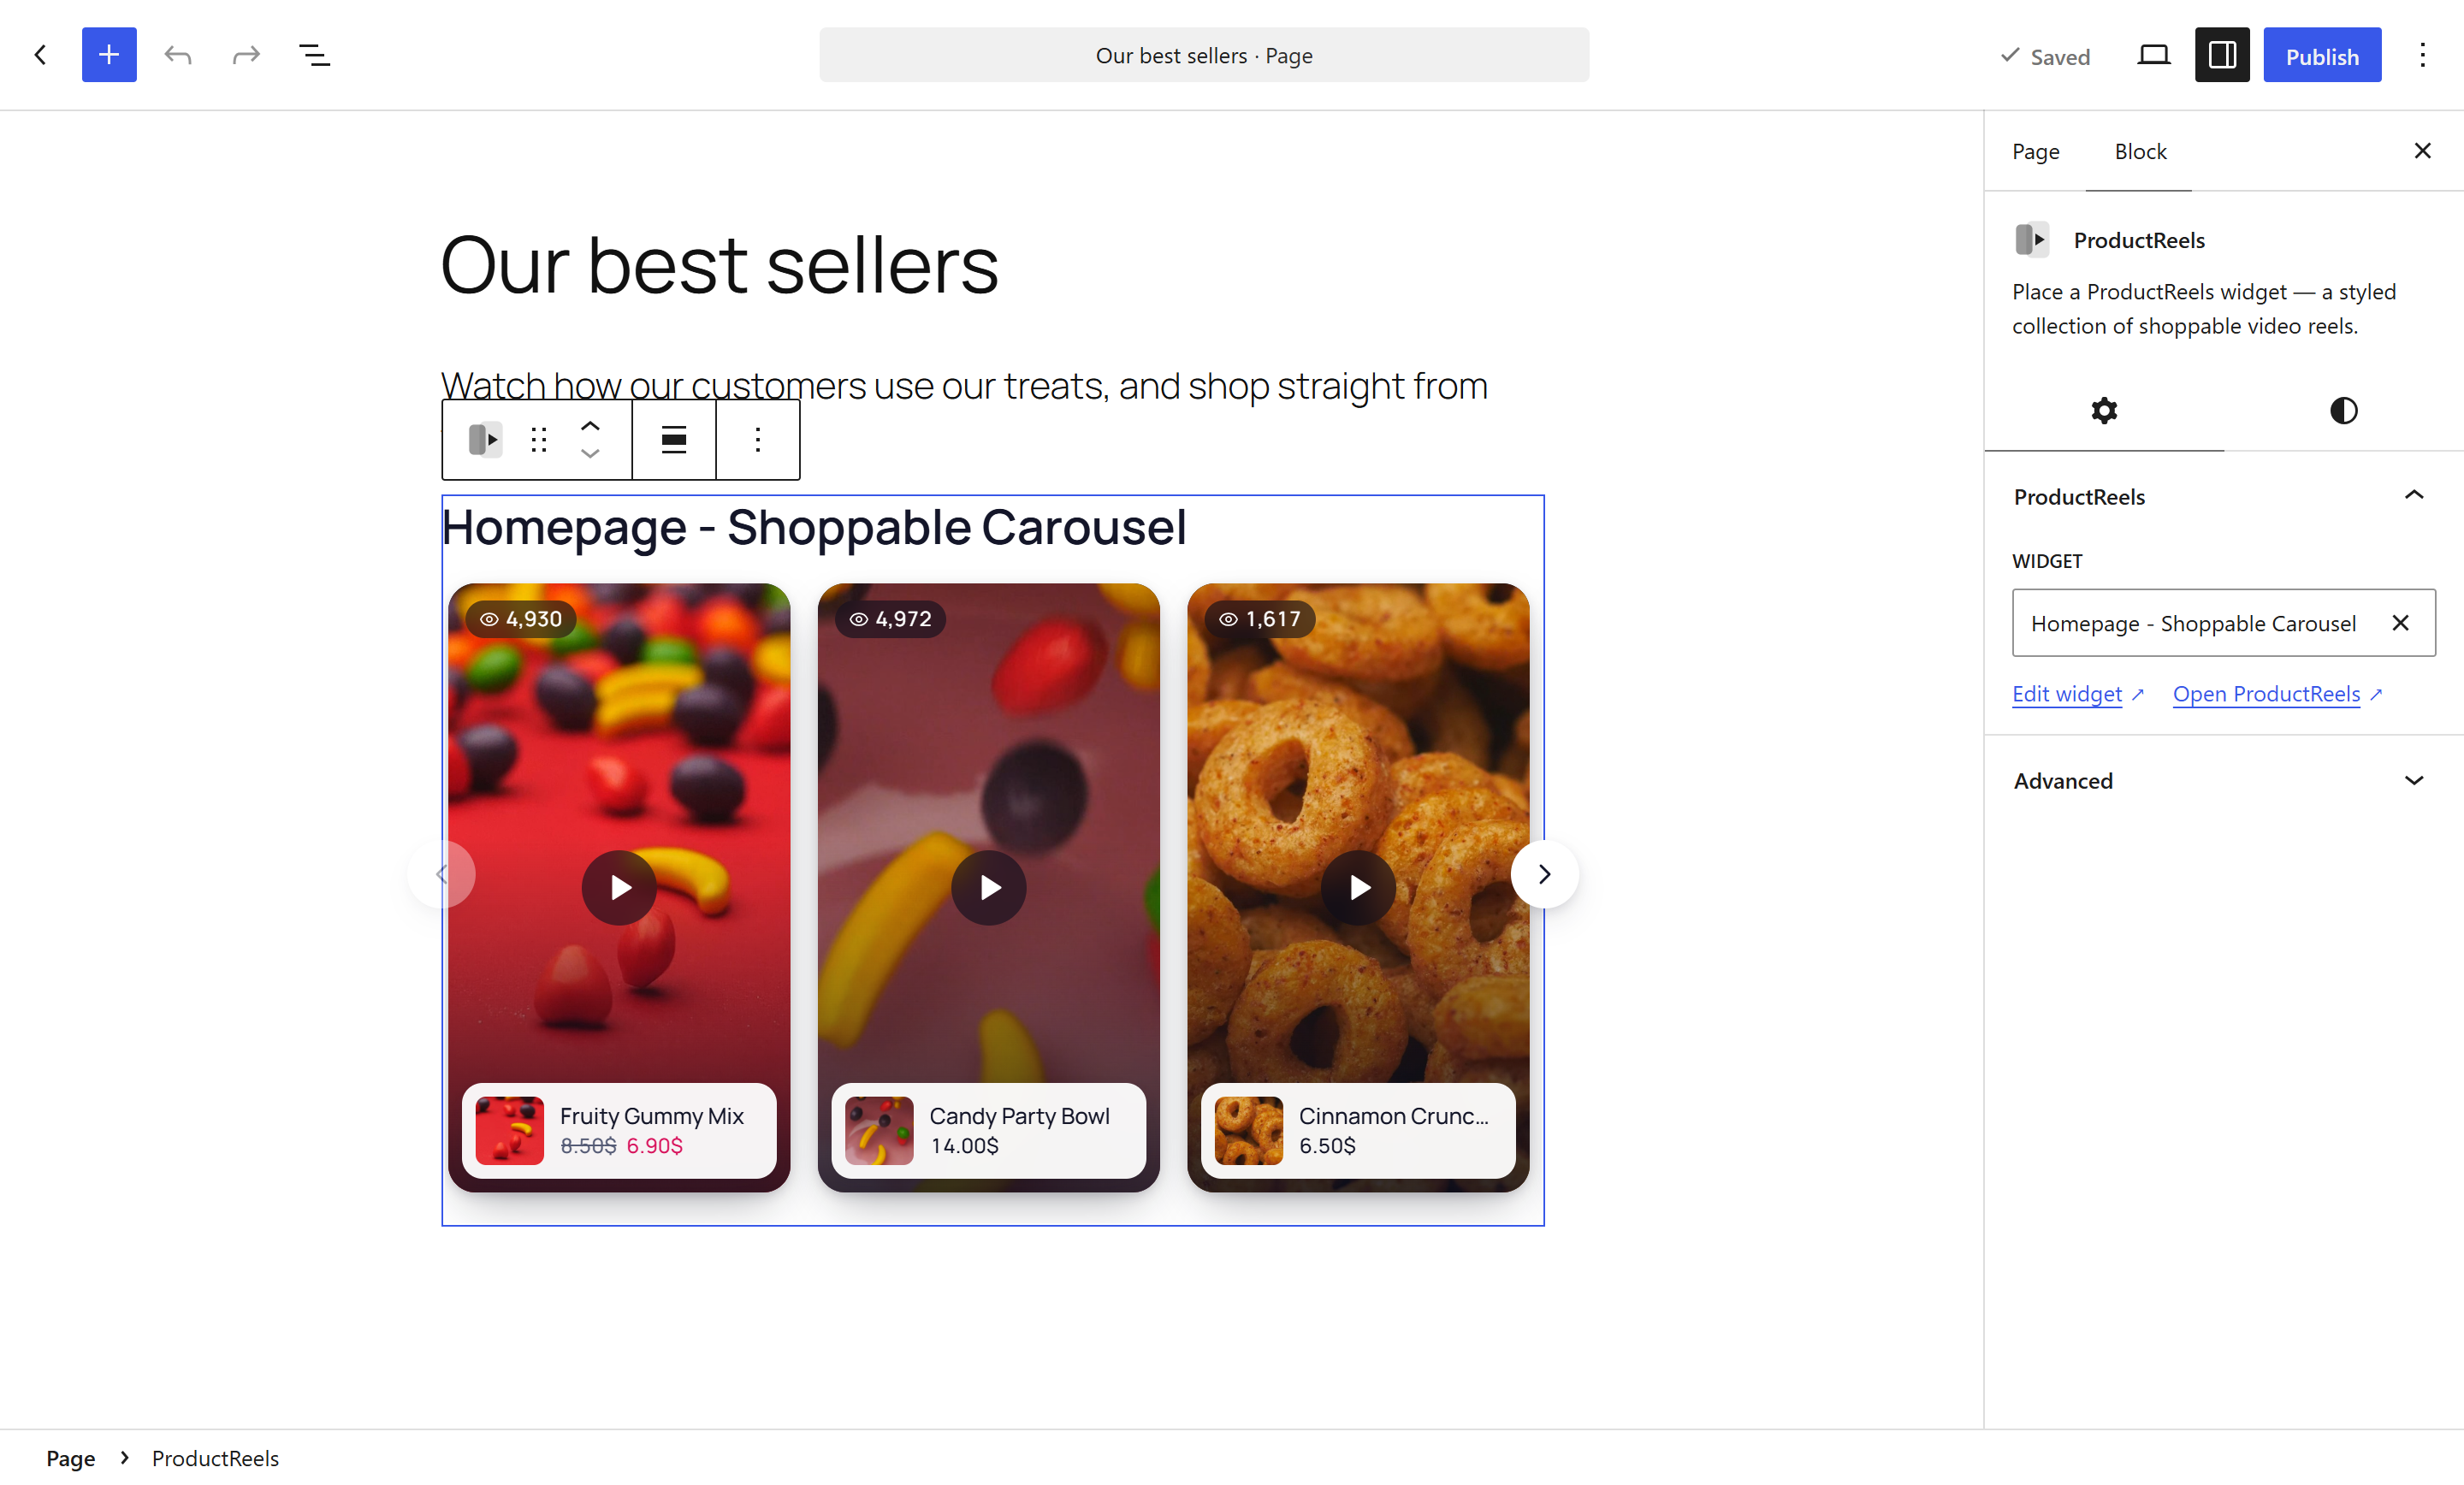 Our best sellers · Page
Saved
Publish
Page
Block
Our best sellers
Watch how our customers use our treats, and shop straight from
Homepage - Shoppable Carousel
4,930
4,972
1,617
Fruity Gummy Mix
8.50$ 6.90$
Candy Party Bowl
14.00$
Cinnamon Crunc...
6.50$
ProductReels
Place a ProductReels widget — a styled
collection of shoppable video reels.
ProductReels
WIDGET
Homepage - Shoppable Carousel
Edit widget ↗ Open ProductReels ↗
Advanced
Page
ProductReels